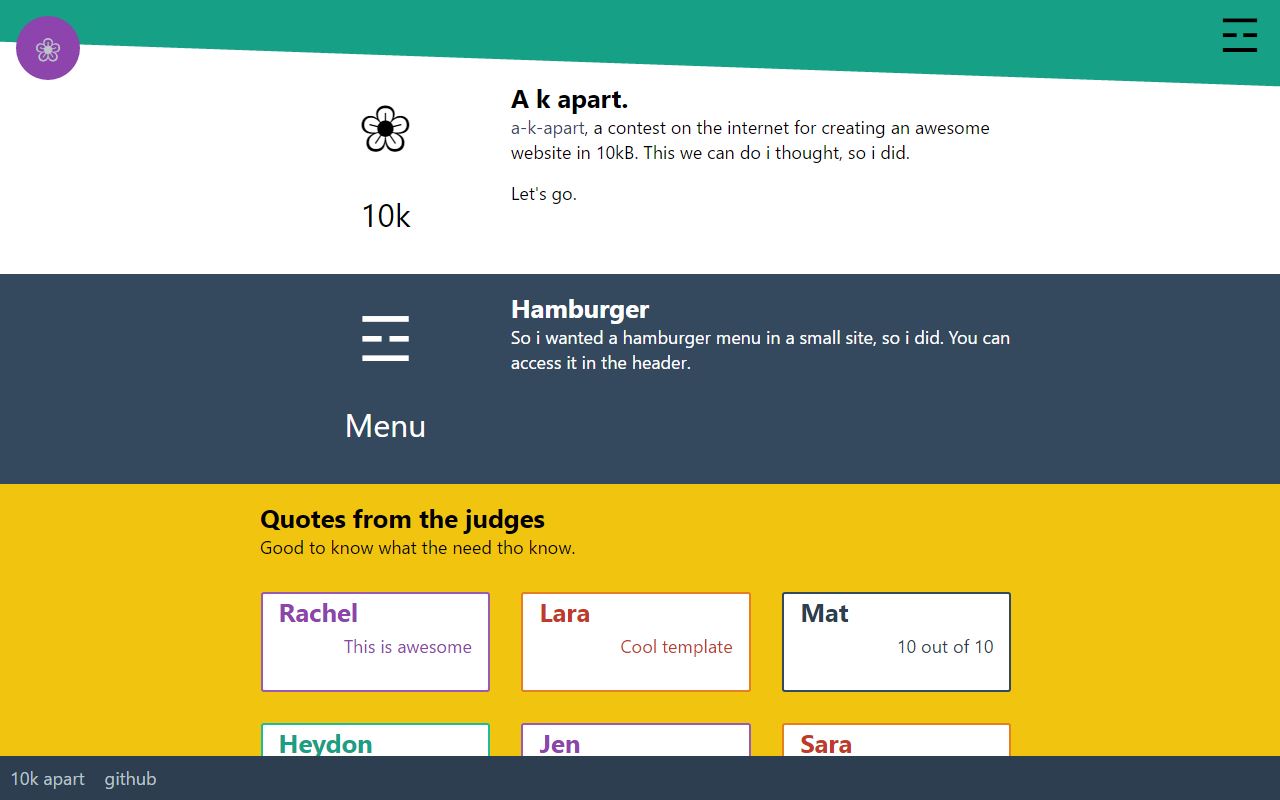 A k apart.
a-k-apart, a contest on the internet for creating an awesome
website in 10kB. This we can do i thought, so i did.
Let's go.
10k
Hamburger
So i wanted a hamburger menu in a small site, so i did. You can
access it in the header.
Menu
Quotes from the judges
Good to know what the need tho know.
Rachel
This is awesome
Lara
Cool template
Mat
10 out of 10
Heydon
Jen
Sara
10k apart
github